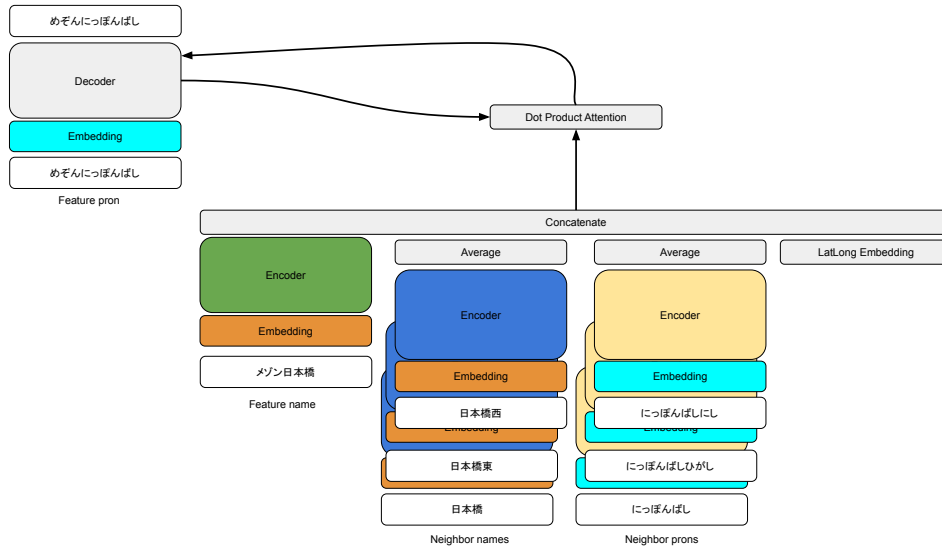 めぞんにっぽんばし
Decoder
Embedding
めぞんにっぽんばし
Feature pron
Dot Product Attention
Concatenate
Encoder
Embedding
メゾン日本橋
Feature name
Average
Encoder
Embedding
日本橋西
Embedding
日本橋東
日本橋
Neighbor names
Average
Encoder
Embedding
にっぽんばしにし
Embedding
にっぽんばしひがし
にっぽんばし
Neighbor prons
LatLong Embedding